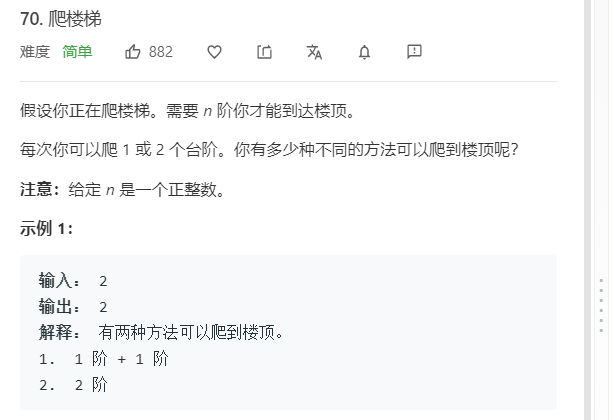 70. 爬楼梯
难度 简单 882
假设你正在爬楼梯。需要 n 阶你才能到达楼顶。
每次你可以爬 1 或 2 个台阶。你有多少种不同的方法可以爬到楼顶呢？
注意：给定 n 是一个正整数。
示例 1：
输入： 2
输出： 2
解释： 有两种方法可以爬到楼顶。
1. 1 阶 + 1 阶
2. 2 阶